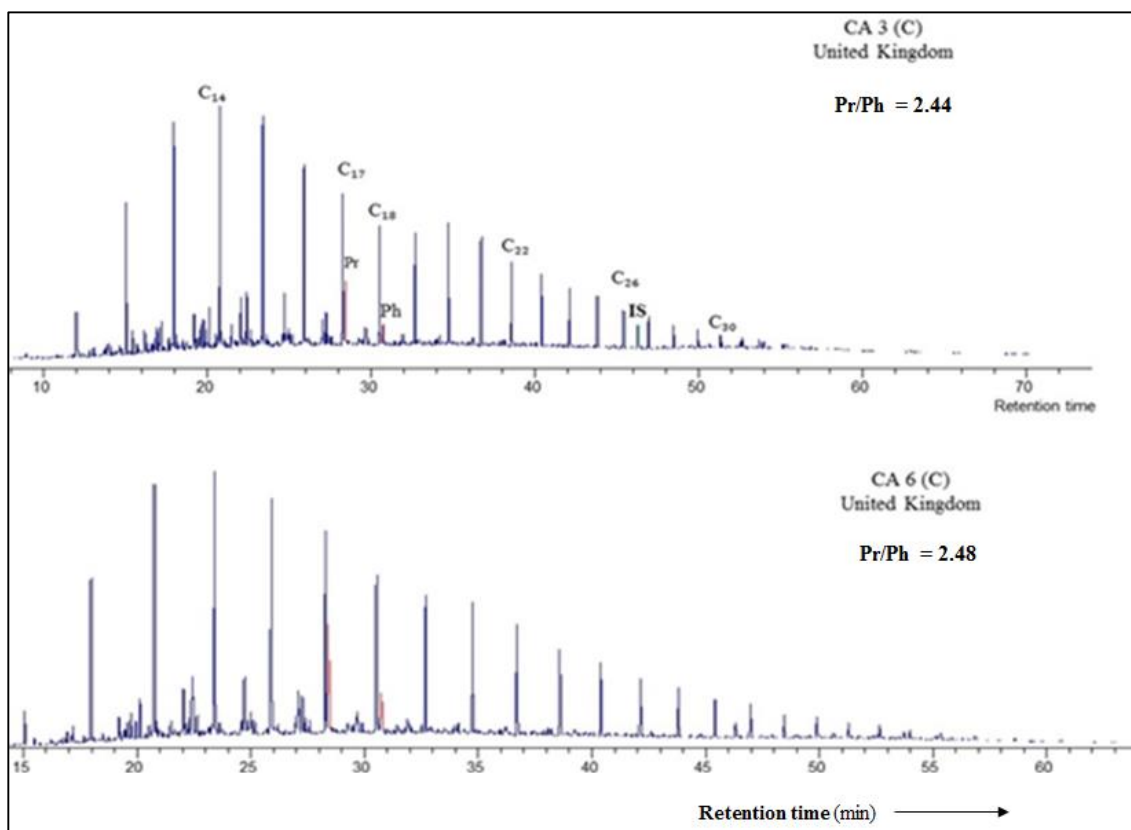 CA 3 (C)
United Kingdom
Pr/Ph = 2.44
C14
C17
C18
Pr
Ph
C22
C26
IS
C30
10 20 30 40 50 60 70
Retention time
CA 6 (C)
United Kingdom
Pr/Ph = 2.48
15 20 25 30 35 40 45 50 55 60
Retention time (min)